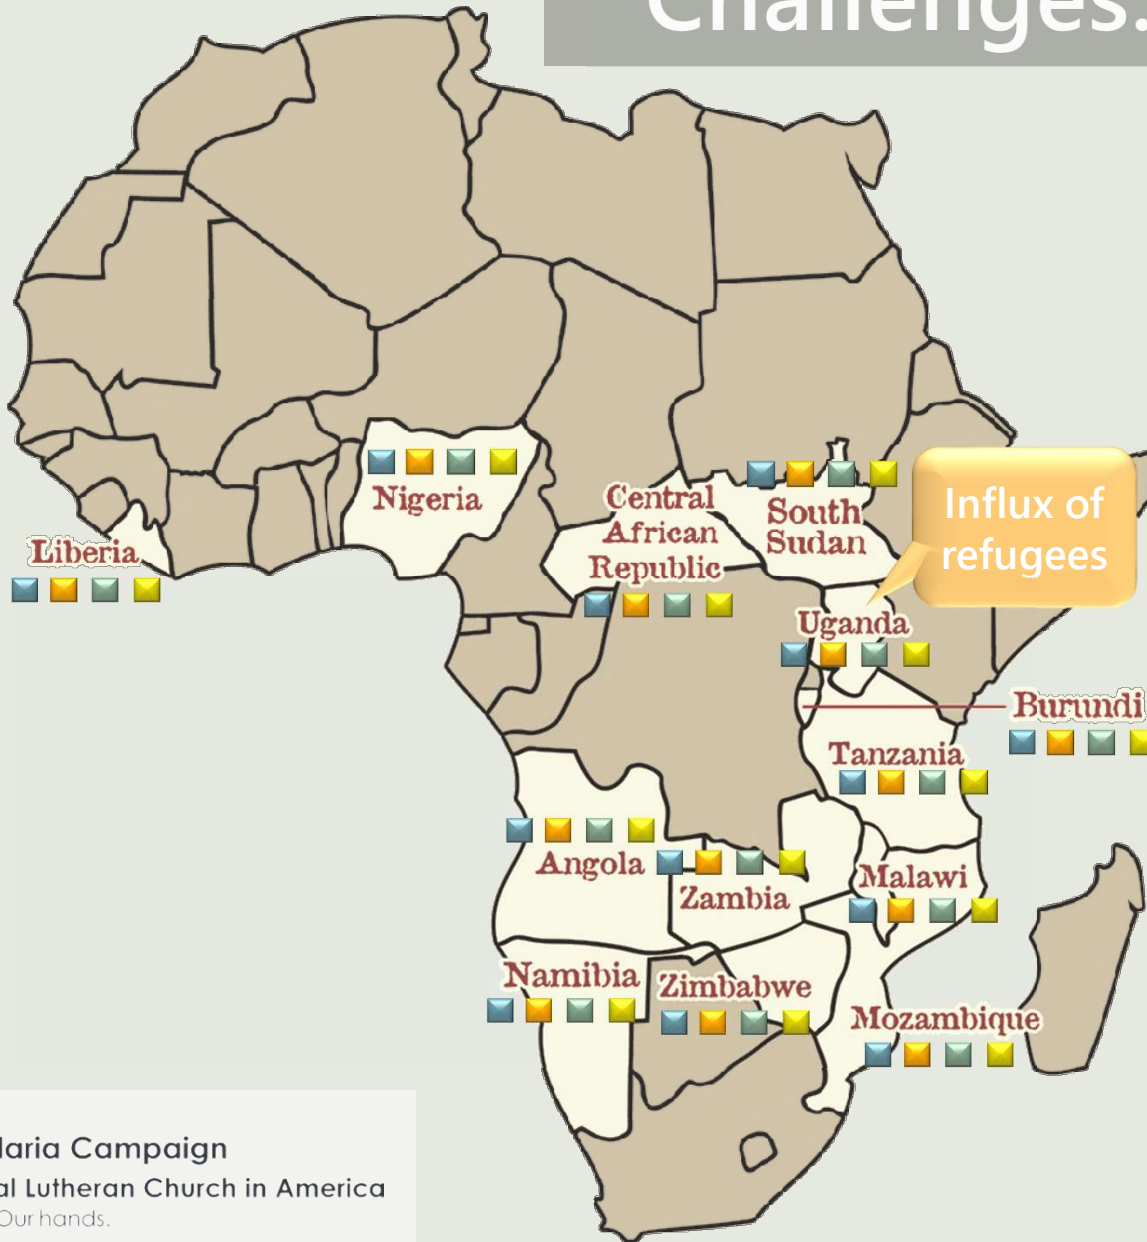 Challenges:
Nigeria
Liberia
Central
African
Republic
South
Sudan
Influx of
refugees
Uganda
Burundi
Tanzania
Angola
Zambia
Malawi
Namibia
Zimbabwe
Mozambique
laria Campaign
al Lutheran Church in America
Our hands.